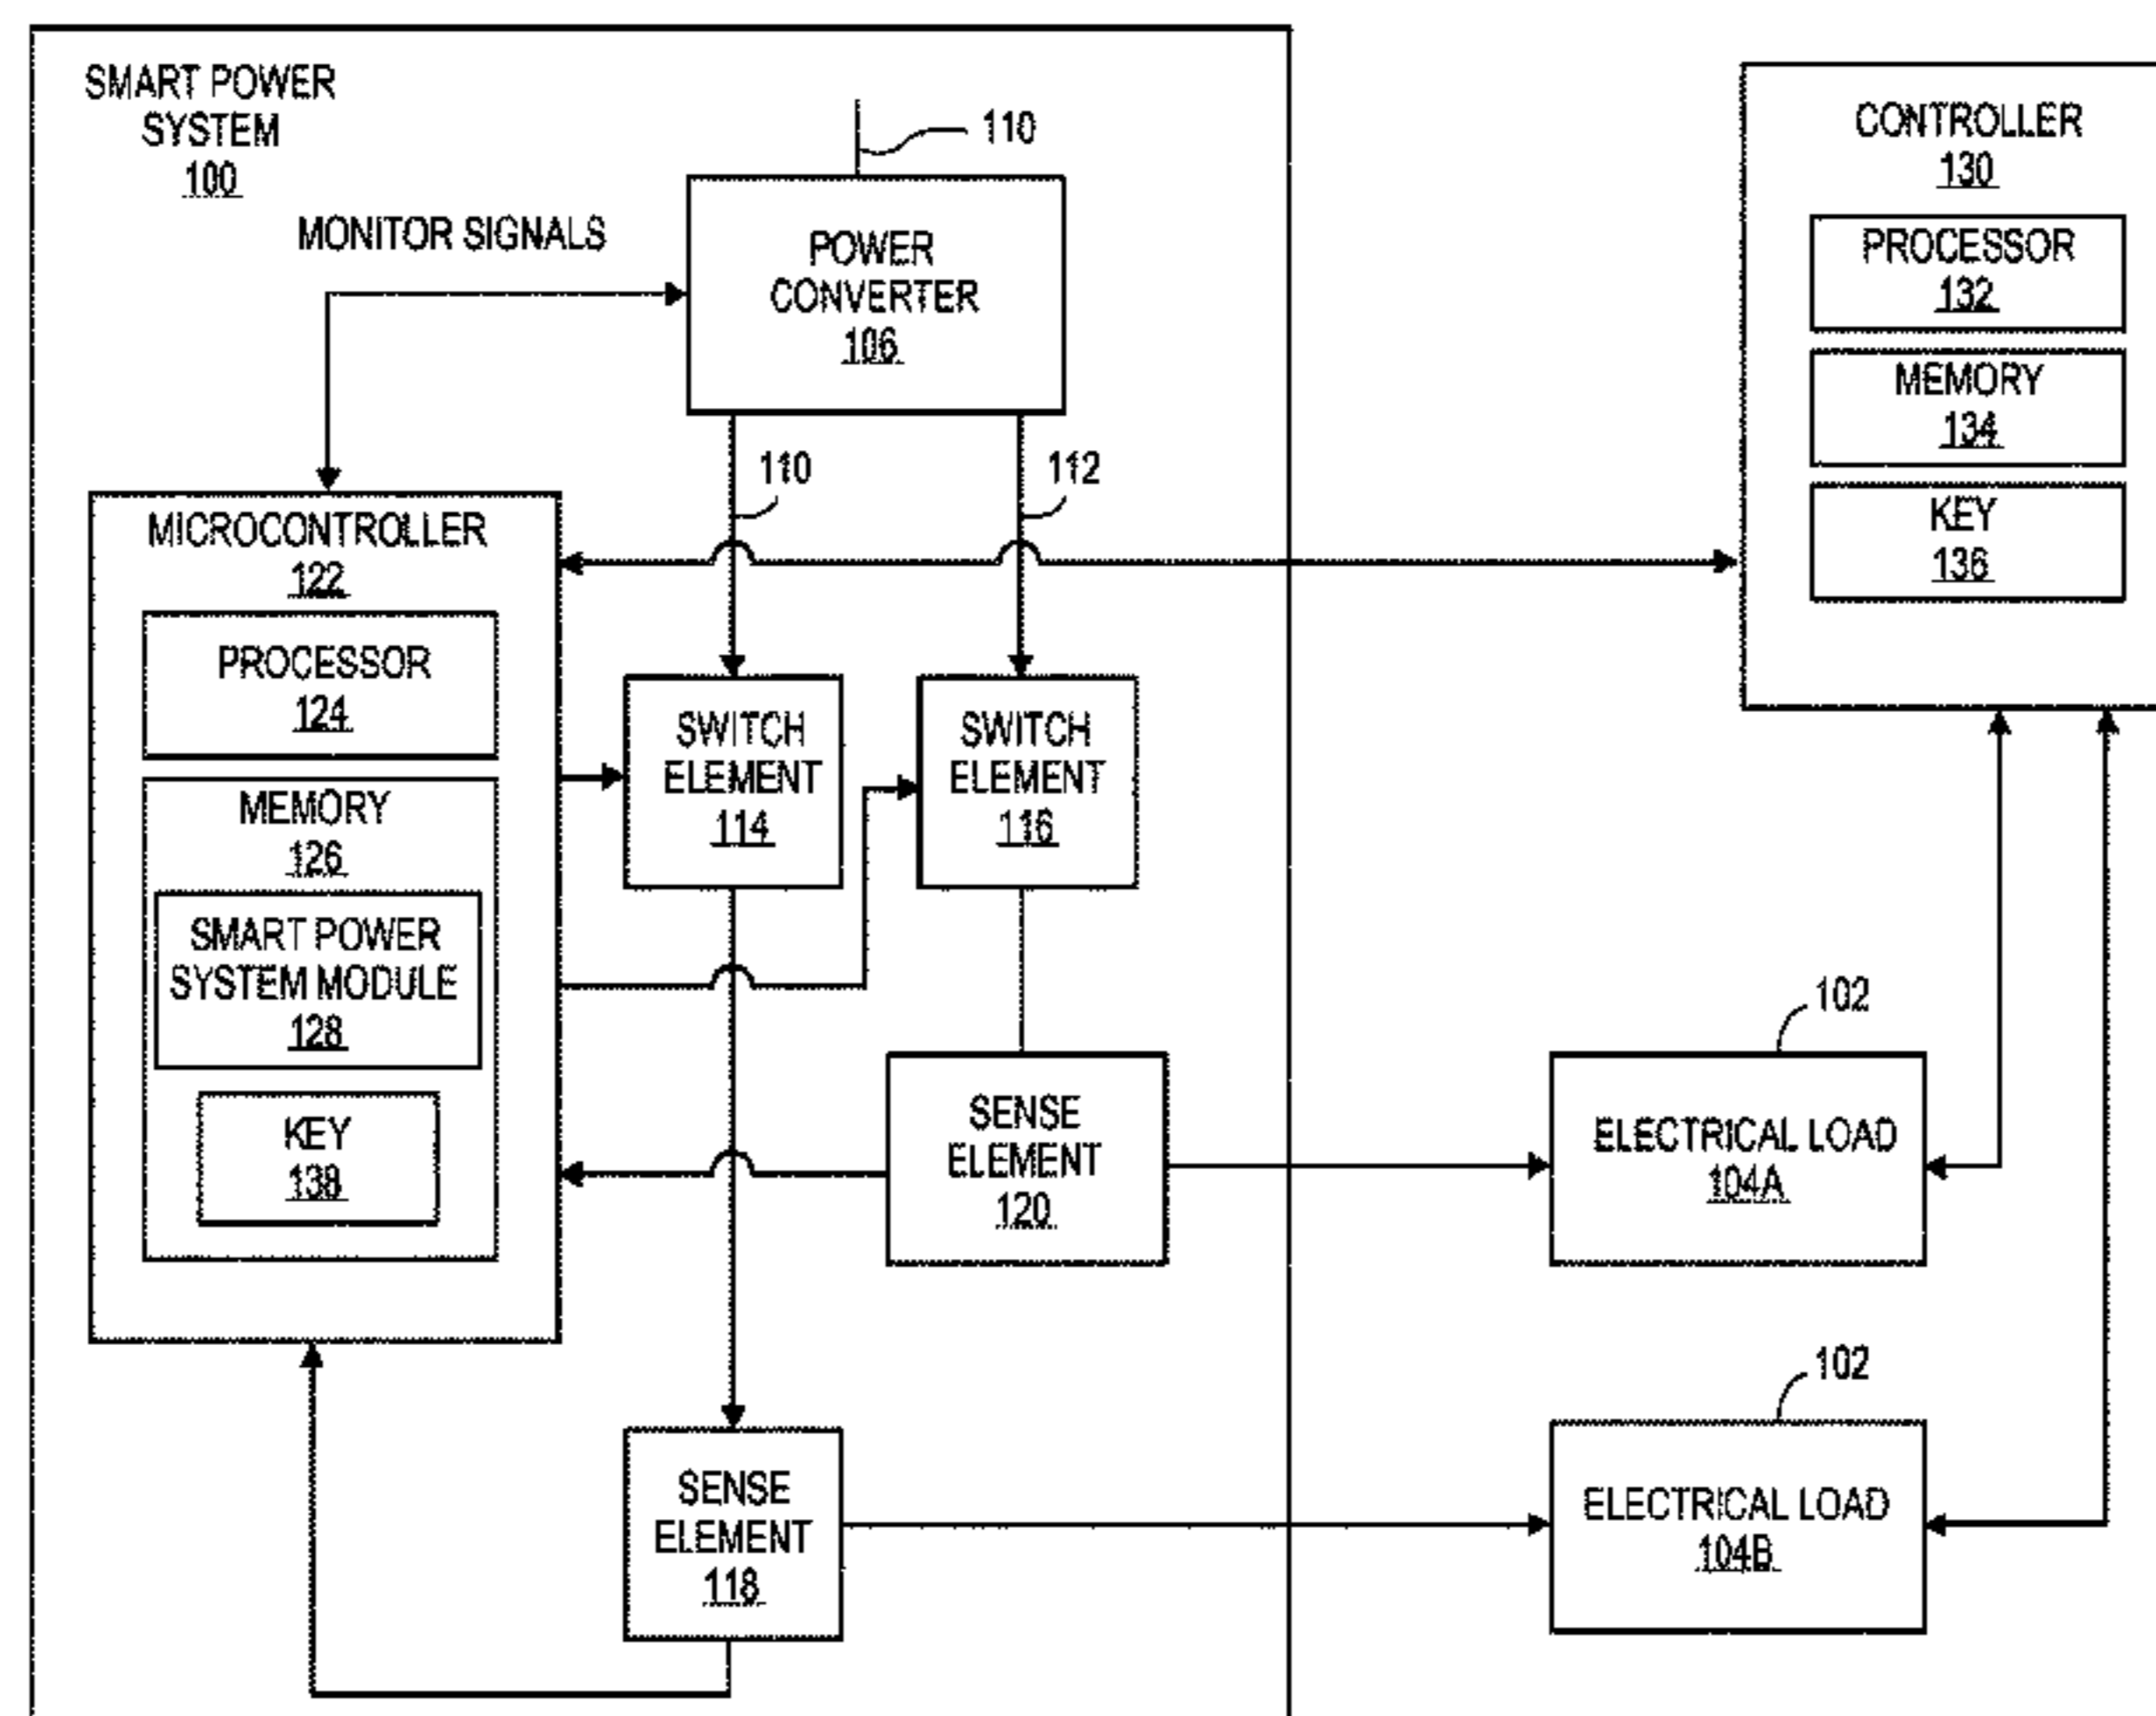 SMART POWER
SYSTEM
100
110
MONITOR SIGNALS
POWER
CONVERTER
106
110
112
CONTROLLER
130
PROCESSOR
132
MEMORY
134
KEY
136
MICROCONTROLLER
122
PROCESSOR
124
MEMORY
126
SMART POWER
SYSTEM MODULE
128
KEY
138
SWITCH
ELEMENT
114
SWITCH
ELEMENT
116
SENSE
ELEMENT
120
SENSE
ELEMENT
118
102
ELECTRICAL LOAD
104A
102
ELECTRICAL LOAD
104B